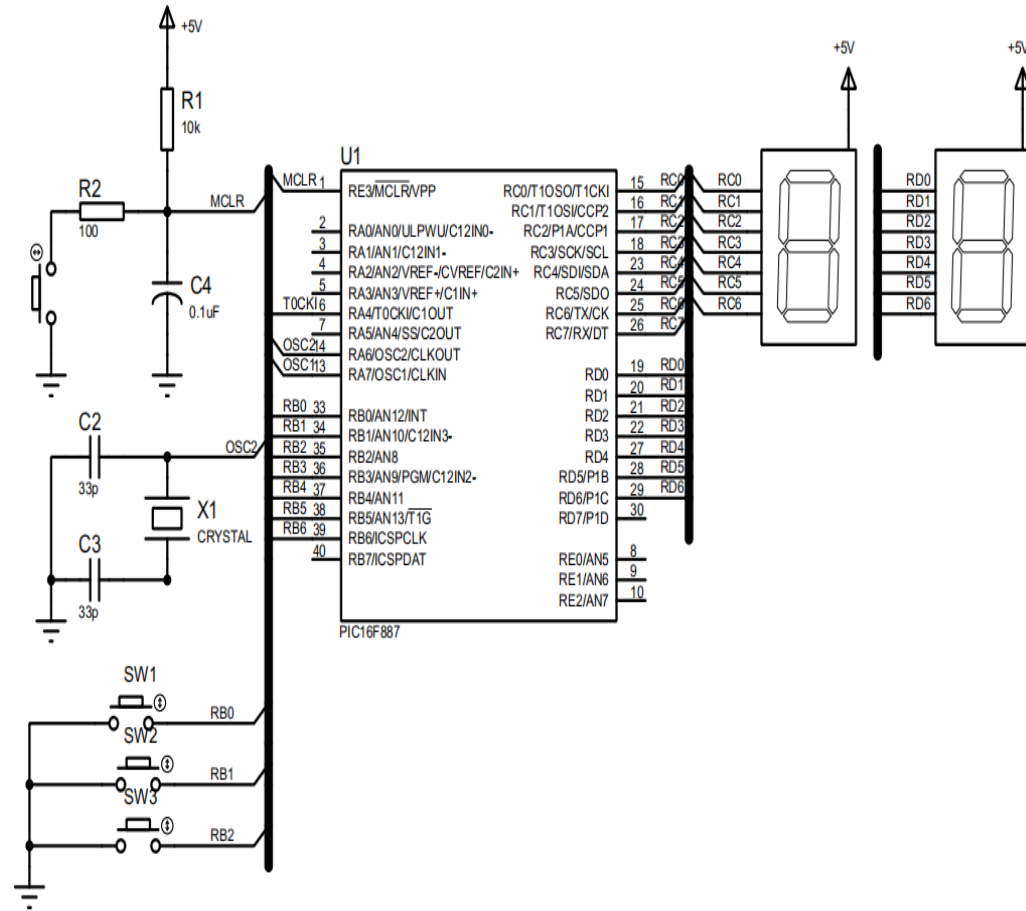 +5V
R1
10k
R2
100
MCLR
C4
0.1uF
C2
33p
OSC2
X1
CRYSTAL
C3
33p
SW1
RB0
SW2
RB1
SW3
RB2
U1
MCLR 1 RE3/MCLR/VPP
2 RA0/AN0/ULPWU/C12IN0-
3 RA1/AN1/C12IN1-
4 RA2/AN2/VREF-/CVREF/C2IN+
5 RA3/AN3/VREF+/C1IN+
T0CKI 6 RA4/T0CKI/C1OUT
7 RA5/AN4/SS/C2OUT
OSC2 14 RA6/OSC2/CLKOUT
OSC1 13 RA7/OSC1/CLKIN
RB0 33 RB0/AN12/INT
RB1 34 RB1/AN10/C12IN3-
RB2 35 RB2/AN8
RB3 36 RB3/AN9/PGM/C12IN2-
RB4 37 RB4/AN11
RB5 38 RB5/AN13/T1G
RB6 39 RB6/ICSPCLK
40 RB7/ICSPDAT
PIC16F887
RC0/T1OSO/T1CKI 15 RC0
RC1/T1OSI/CCP2 16 RC1
RC2/P1A/CCP1 17 RC2
RC3/SCK/SCL 18 RC3
RC4/SDI/SDA 23 RC4
RC5/SDO 24 RC5
RC6/TX/CK 25 RC6
RC7/RX/DT 26 RC7
RD0 19 RD0
RD1 20 RD1
RD2 21 RD2
RD3 22 RD3
RD4 27 RD4
RD5/P1B 28 RD5
RD6/P1C 29 RD6
RD7/P1D 30
RE0/AN5 8
RE1/AN6 9
RE2/AN7 10
+5V
RC0
RC1
RC2
RC3
RC4
RC5
RC6
+5V
RD0
RD1
RD2
RD3
RD4
RD5
RD6